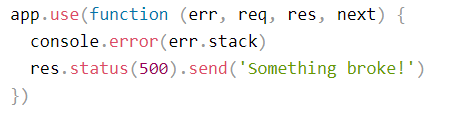 app.use(function (err, req, res, next) {
  console.error(err.stack)
  res.status(500).send('Something broke!')
})